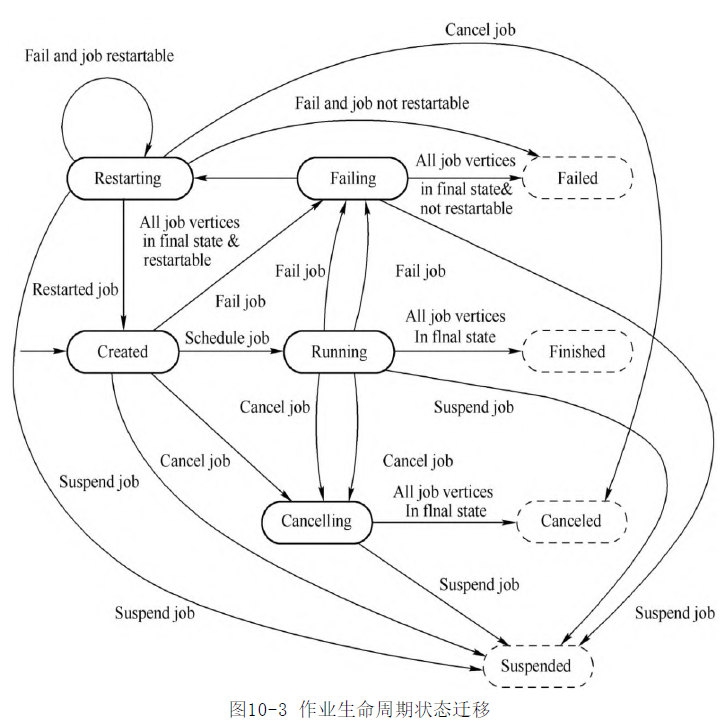 Cancel job
Fail and job restartable
Fail and job not restartable
Restarting
Failing
All job vertices
in final state&
not restartable
Failed
All job vertices
in final state &
restartable
Restarted job
Fail job
Fail job
Fail job
Created
Schedule job
Running
All job vertices
In fInal state
Finished
Cancel job
Suspend job
Suspend job
Cancel job
Cancel job
Cancelling
All job vertices
In fInal state
Canceled
Suspend job
Suspend job
Suspend job
Suspended
图10-3 作业生命周期状态迁移